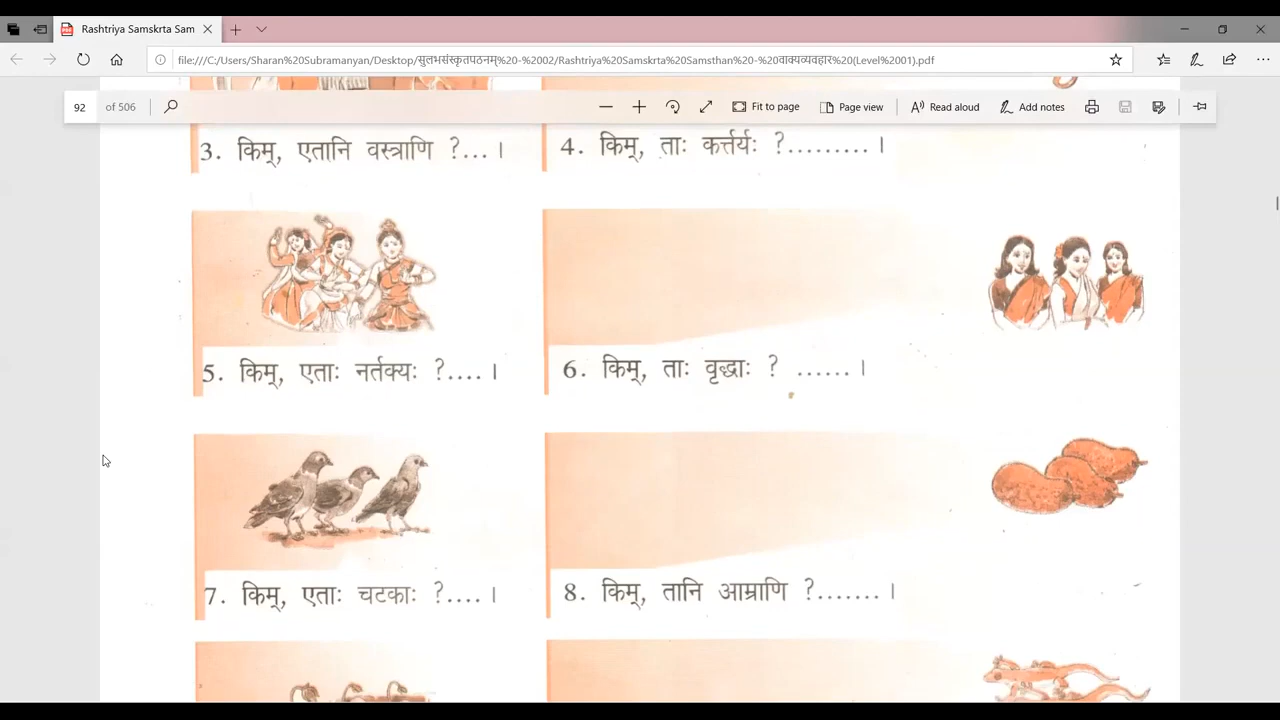 Rashtriya Samskrta Sam
file:///C:/Users/Sharan%20Subramanyan/Desktop/सुलभसंस्कृतपठनम्%20-%2002/Rashtriya%20Samskrta%20Samsthan%20-%20वाक्यव्यवहार%20(Level%2001).pdf
92 of 506
Fit to page
Page view
Read aloud
Add notes
3. किम्, एतानि वस्त्राणि ?...।
4. किम्, ताः कर्त्तर्यः ?.........।
5. किम्, एताः नर्तक्यः ?....।
6. किम्, ताः वृद्धाः ? ......।
7. किम्, एताः चटकाः ?....।
8. किम्, तानि आम्राणि ?.......।